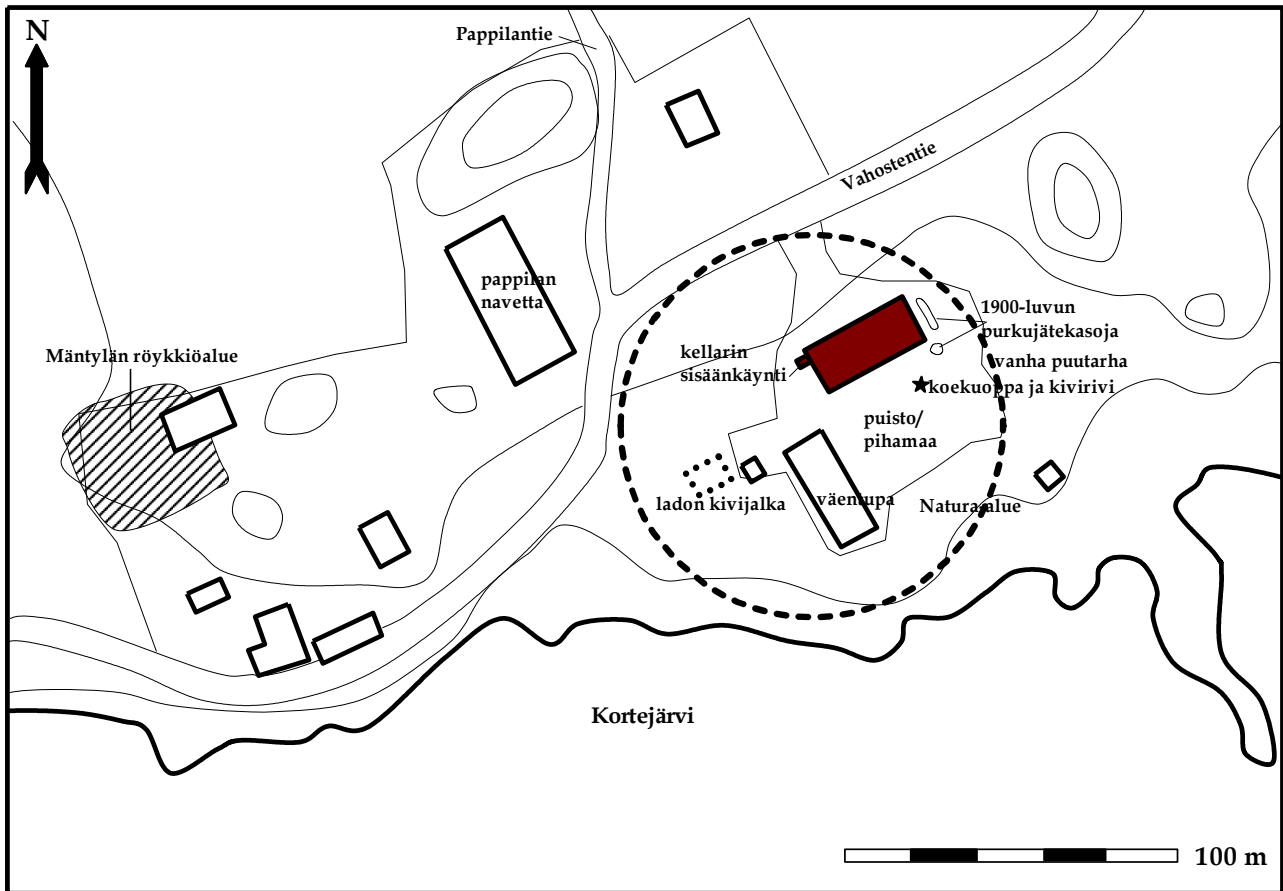 N
Pappilantie
Vahostentie
pappilan
navetta
1900-luvun
purkujätekasoja
Mäntylän röykkiöalue
kellarin
sisäänkäynti
vanha puutarha
koekuoppa ja kivirivi
puisto/
pihamaa
ladon kivijalka
väentupa
Natura-alue
Kortejärvi
100 m